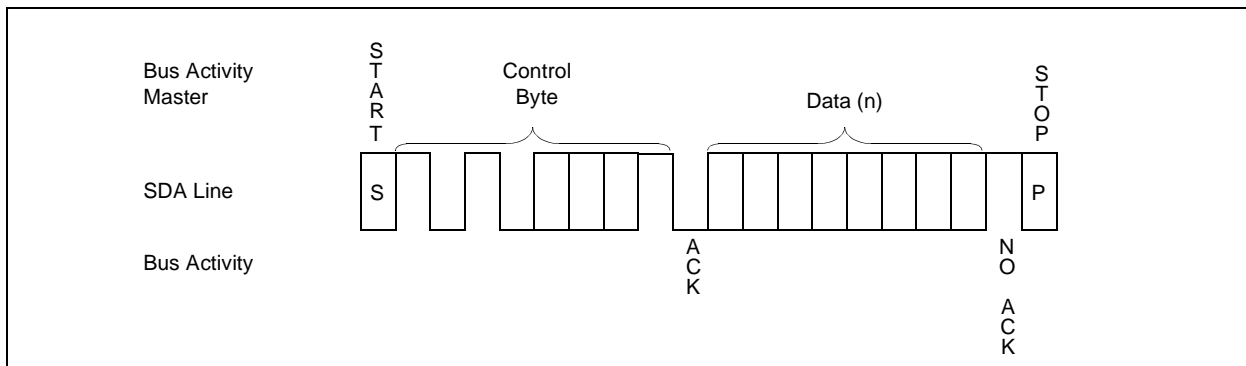 Bus Activity
Master
START
Control
Byte
Data (n)
STOP
SDA Line
S
P
Bus Activity
ACK
NO ACK